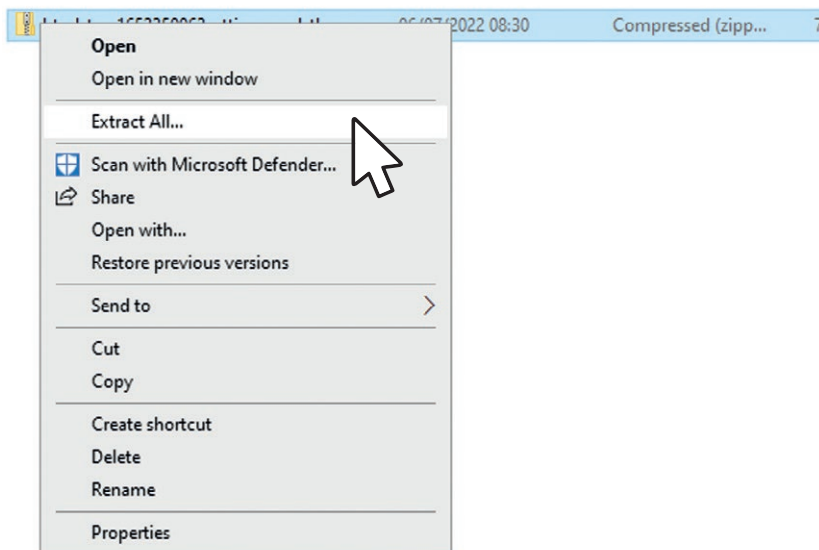 06/07/2022 08:30 Compressed (zipp...
Open
Open in new window
Extract All...
Scan with Microsoft Defender...
Share
Open with...
Restore previous versions
Send to
Cut
Copy
Create shortcut
Delete
Rename
Properties